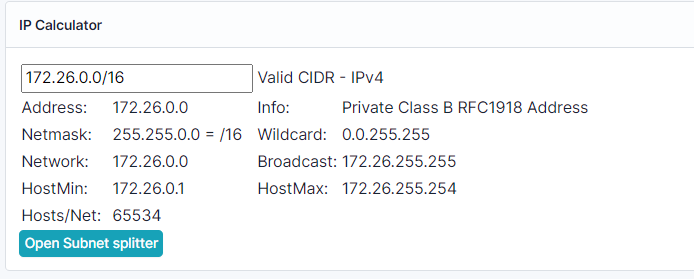 IP Calculator
172.26.0.0/16 Valid CIDR - IPv4
Address: 172.26.0.0 Info: Private Class B RFC1918 Address
Netmask: 255.255.0.0 = /16 Wildcard: 0.0.255.255
Network: 172.26.0.0 Broadcast: 172.26.255.255
HostMin: 172.26.0.1 HostMax: 172.26.255.254
Hosts/Net: 65534
Open Subnet splitter